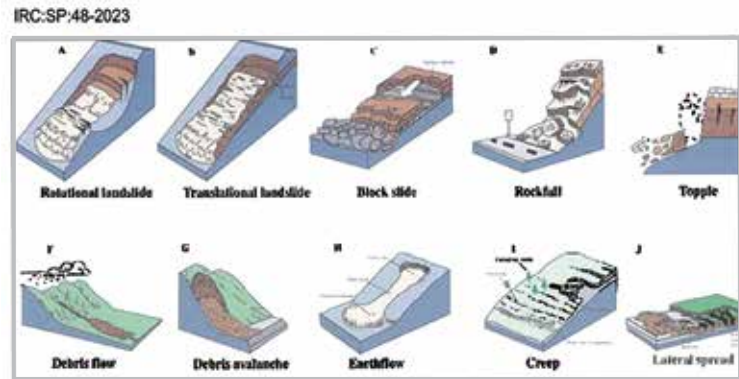 IRC:SP:48-2023
A B C D E
Rotational landslide Translational landslide Block slide Rockfall Topple
F G H I J
Debris flow Debris avalanche Earthflow Creep Lateral spread